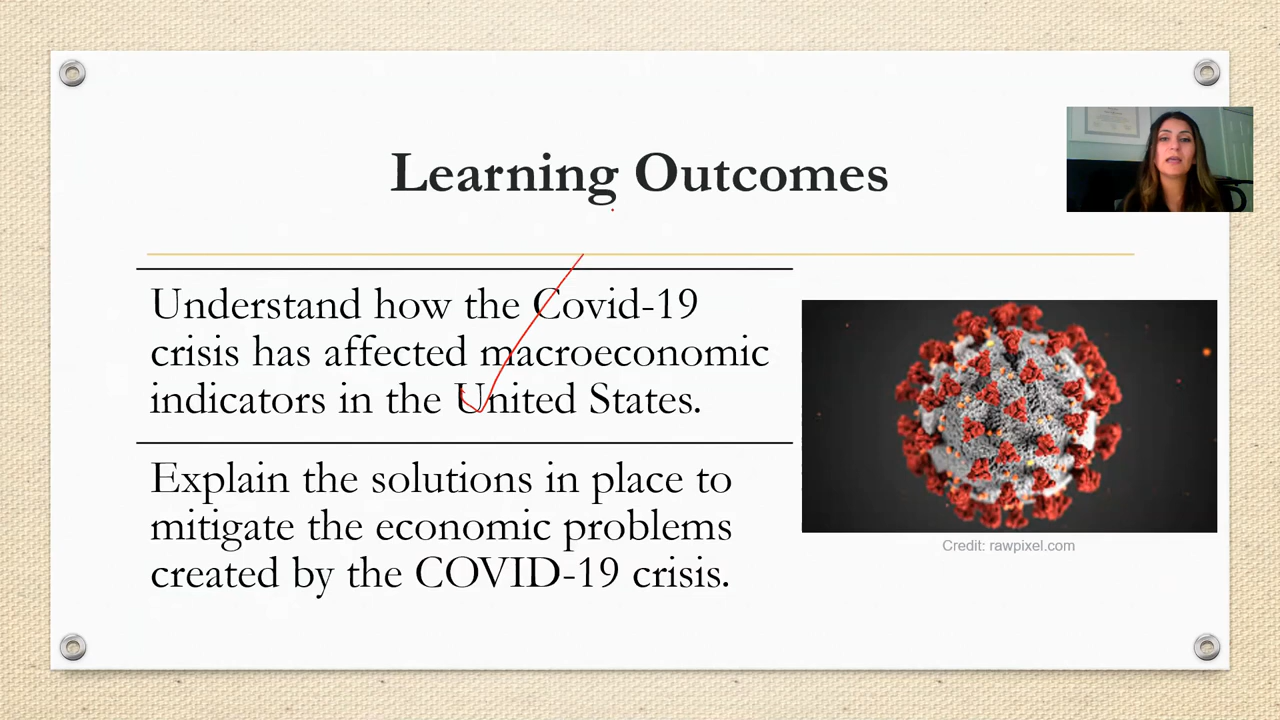 Learning Outcomes
Understand how the Covid-19
crisis has affected macroeconomic
indicators in the United States.
Explain the solutions in place to
mitigate the economic problems
created by the COVID-19 crisis.
Credit: rawpixel.com